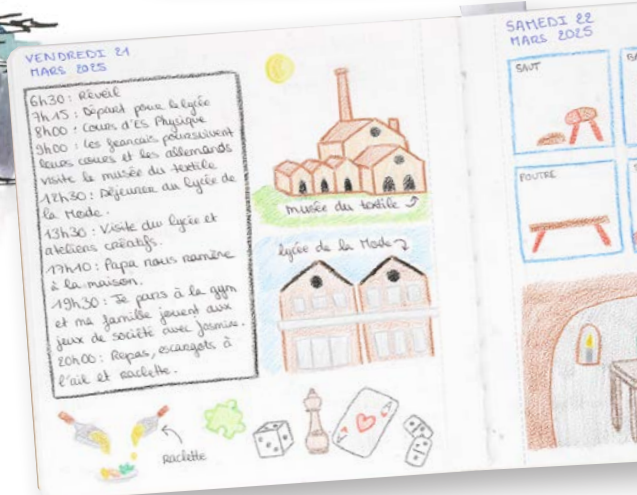 VENDREDI 21
MARS 2025
6h30 : Réveil
7h15 : Départ pour le lycée
8h00 : Cours d'ES Physique
9h00 : les français poursuivent
leurs cours et les allemands
visite le musée du textile
12h30 : Déjeuner au lycée de
la Mode.
13h30 : Visite du lycée et
ateliers créatifs.
17h10 : Papa nous ramène
à la maison.
19h30 : Je pars à la gym
et ma famille jouent aux
jeux de société avec Josmine.
20h00 : Repas, escargots à
l'ail et raclette.
musée du textile
lycée de la Mode
Raclette
SAMEDI 22
MARS 2025
SAUT
POUTRE